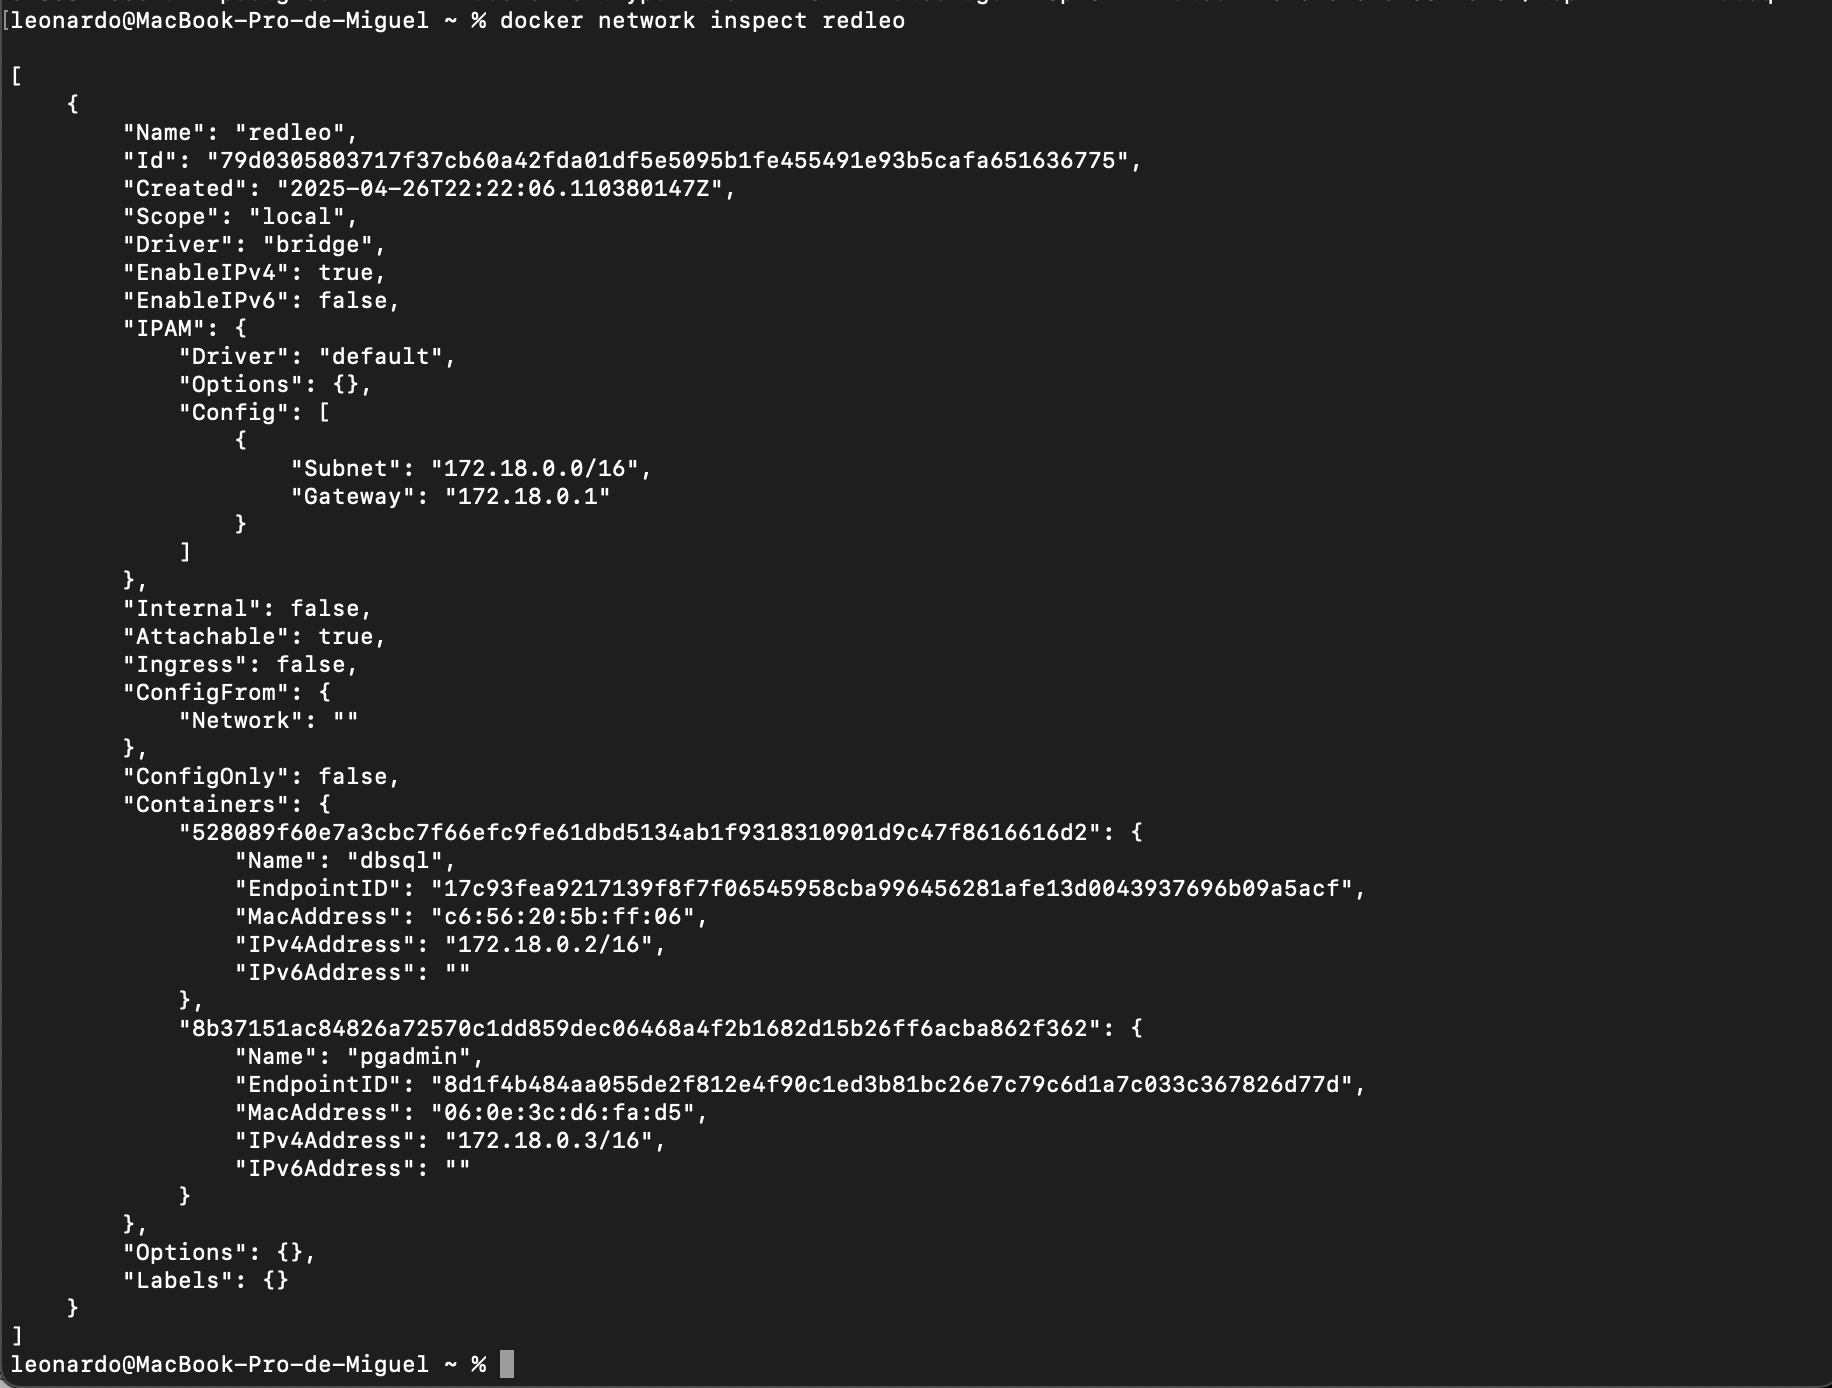 leonardo@MacBook-Pro-de-Miguel ~ % docker network inspect redleo
[
    {
        "Name": "redleo",
        "Id": "79d0305803717f37cb60a42fda01df5e5095b1fe455491e93b5cafa651636775",
        "Created": "2025-04-26T22:22:06.110380147Z",
        "Scope": "local",
        "Driver": "bridge",
        "EnableIPv4": true,
        "EnableIPv6": false,
        "IPAM": {
            "Driver": "default",
            "Options": {},
            "Config": [
                {
                    "Subnet": "172.18.0.0/16",
                    "Gateway": "172.18.0.1"
                }
            ]
        },
        "Internal": false,
        "Attachable": true,
        "Ingress": false,
        "ConfigFrom": {
            "Network": ""
        },
        "ConfigOnly": false,
        "Containers": {
            "528089f60e7a3cbc7f66efc9fe61dbd5134ab1f9318310901d9c47f8616616d2": {
                "Name": "dbsql",
                "EndpointID": "17c93fea9217139f8f7f06545958cba996456281afe13d0043937696b09a5acf",
                "MacAddress": "c6:56:20:5b:ff:06",
                "IPv4Address": "172.18.0.2/16",
                "IPv6Address": ""
            },
            "8b37151ac84826a72570c1dd859dec06468a4f2b1682d15b26ff6acba862f362": {
                "Name": "pgadmin",
                "EndpointID": "8d1f4b484aa055de2f812e4f90c1ed3b81bc26e7c79c6d1a7c033c367826d77d",
                "MacAddress": "06:0e:3c:d6:fa:d5",
                "IPv4Address": "172.18.0.3/16",
                "IPv6Address": ""
            }
        },
        "Options": {},
        "Labels": {}
    }
]
leonardo@MacBook-Pro-de-Miguel ~ %